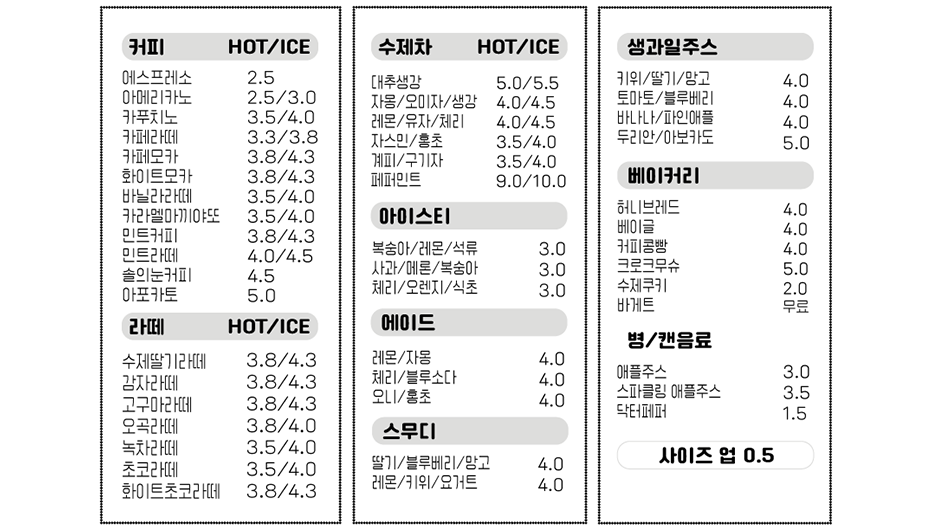 커피 HOT/ICE
에스프레소 2.5
아메리카노 2.5/3.0
카푸치노 3.5/4.0
카페라떼 3.3/3.8
카페모카 3.8/4.3
화이트모카 3.8/4.3
바닐라라떼 3.5/4.0
카라멜마끼야또 3.5/4.0
민트커피 3.8/4.3
민트라떼 4.0/4.5
솔의눈커피 4.5
아포카토 5.0
라떼 HOT/ICE
수제딸기라떼 3.8/4.3
감자라떼 3.8/4.3
고구마라떼 3.8/4.3
오곡라떼 3.8/4.0
녹차라떼 3.5/4.0
초코라떼 3.5/4.0
화이트초코라떼 3.8/4.3
수제차 HOT/ICE
대추생강 5.0/5.5
자몽/오미자/생강 4.0/4.5
레몬/유자/체리 4.0/4.5
자스민/홍초 3.5/4.0
계피/구기자 3.5/4.0
페퍼민트 9.0/10.0
아이스티
복숭아/레몬/석류 3.0
사과/메론/복숭아 3.0
체리/오렌지/식초 3.0
에이드
레몬/자몽 4.0
체리/블루소다 4.0
오니/홍초 4.0
스무디
딸기/블루베리/망고 4.0
레몬/키위/요거트 4.0
생과일주스
키위/딸기/망고 4.0
토마토/블루베리 4.0
바나나/파인애플 4.0
두리안/아보카도 5.0
베이커리
허니브레드 4.0
베이글 4.0
커피콩빵 4.0
크로크무슈 5.0
수제쿠키 2.0
바게트 무료
병/캔음료
애플주스 3.0
스파클링 애플주스 3.5
닥터페퍼 1.5
사이즈 업 0.5